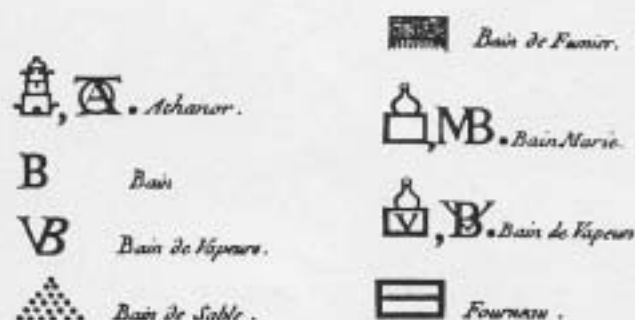 Athanor.
B Bain
VB Bain de Vapeurs.
Bain de Sable.
Bain de Fumier.
MB. Bain Marie.
VB. Bain de Vapeurs
Fourneau.